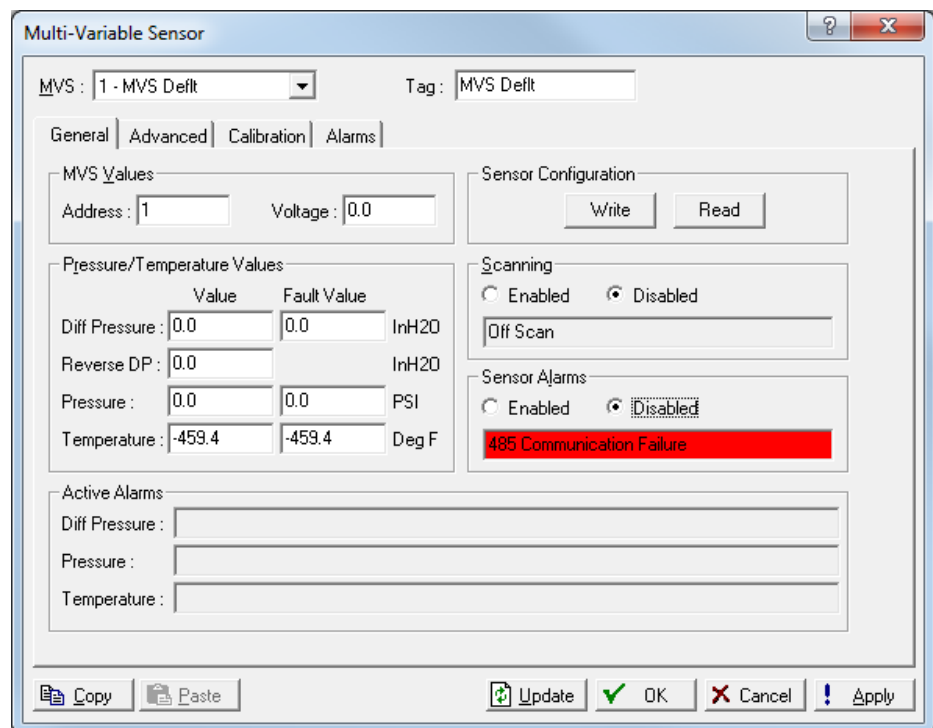 Multi-Variable Sensor
MVS : 1 - MVS Deflt Tag : MVS Deflt
General Advanced Calibration Alarms
MVS Values
Address : 1 Voltage : 0.0
Sensor Configuration
Write Read
Pressure/Temperature Values
Value Fault Value
Diff Pressure : 0.0 0.0 InH2O
Reverse DP : 0.0 InH2O
Pressure : 0.0 0.0 PSI
Temperature : -459.4 -459.4 Deg F
Scanning
Enabled Disabled
Off Scan
Sensor Alarms
Enabled Disabled
485 Communication Failure
Active Alarms
Diff Pressure :
Pressure :
Temperature :
Copy Paste Update OK Cancel Apply